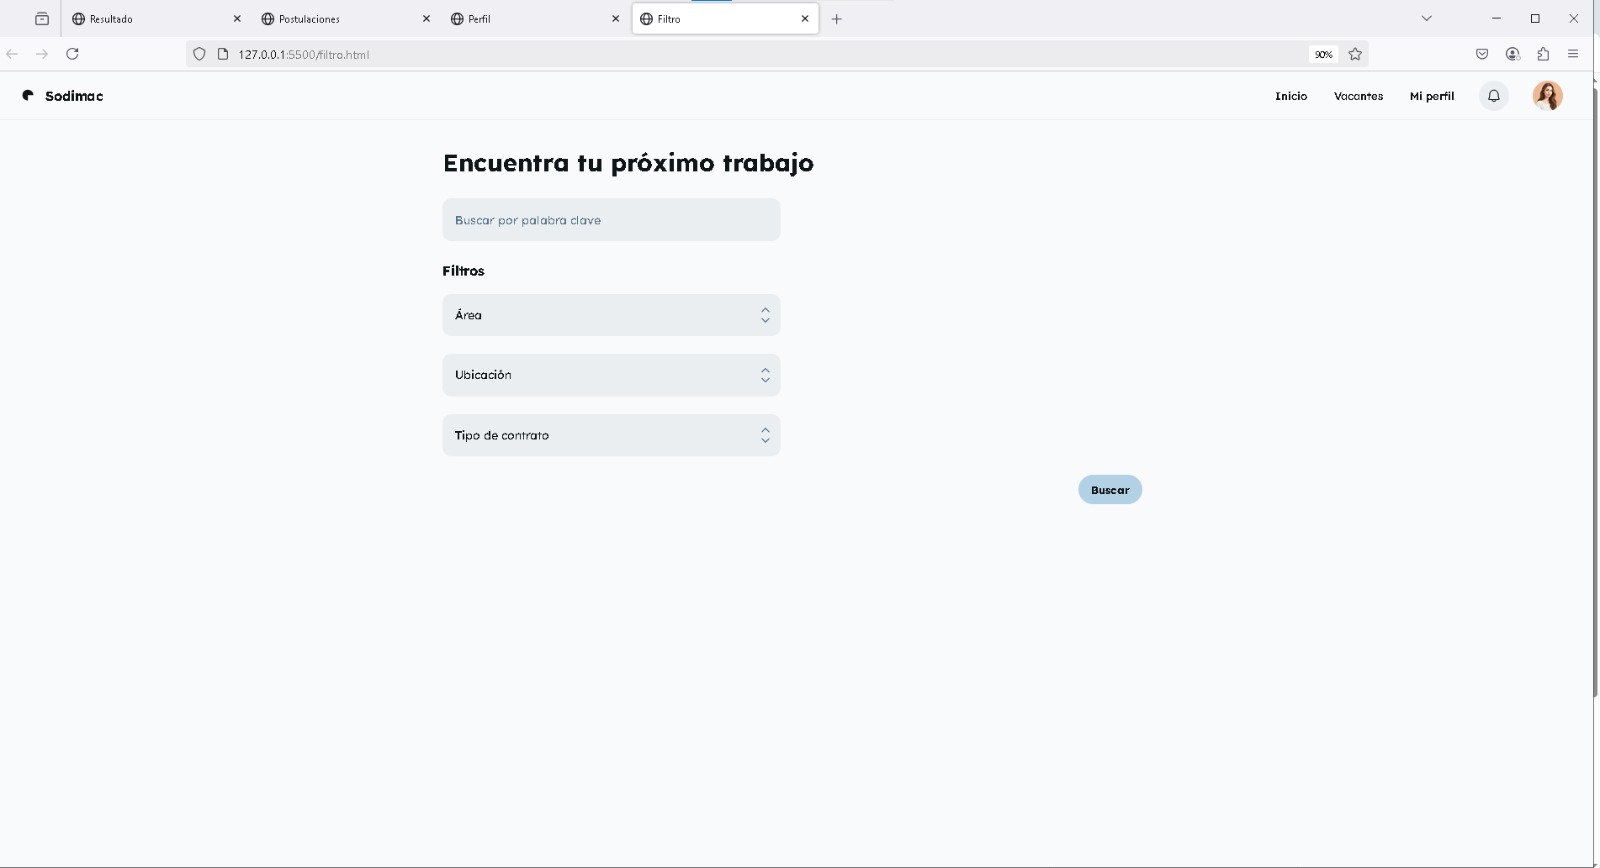 Resultado
Postulaciones
Perfil
Filtro
127.0.0.1:5500/filtro.html
90%
Sodimac
Inicio
Vacantes
Mi perfil
Encuentra tu próximo trabajo
Buscar por palabra clave
Filtros
Área
Ubicación
Tipo de contrato
Buscar